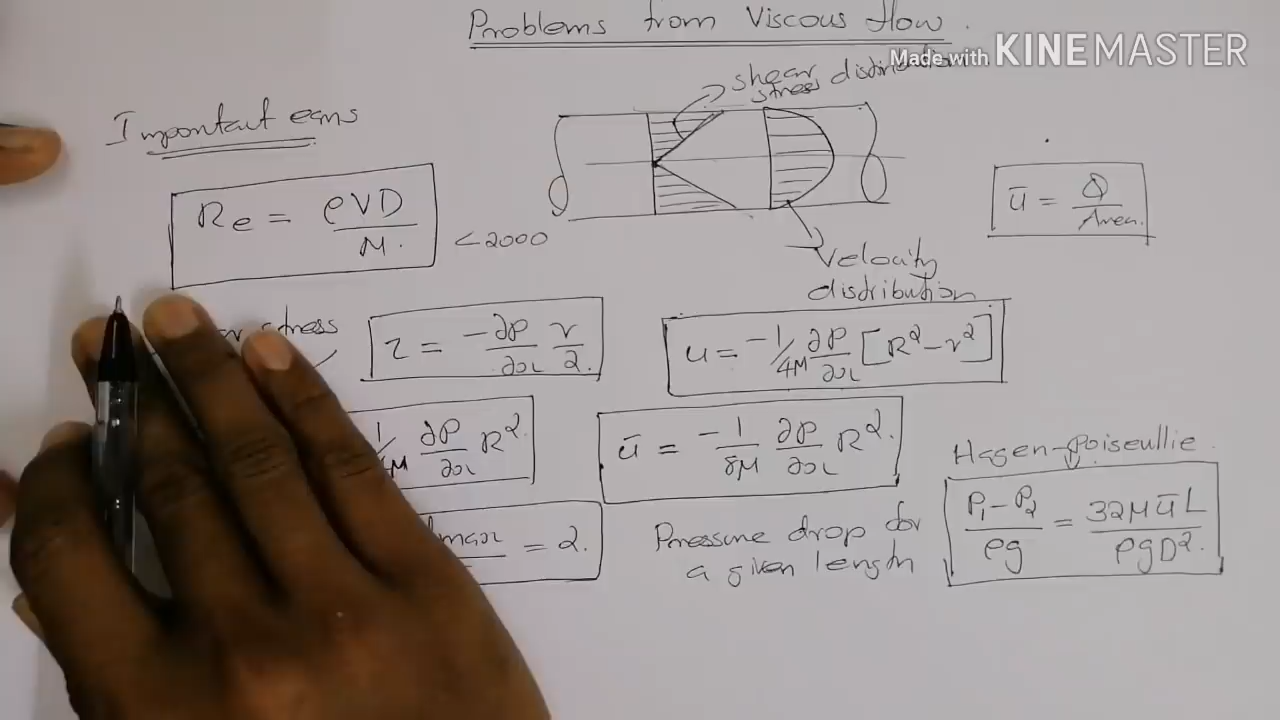 Problems from Viscous flow.
Made with KINEMASTER
shear
stress distribution
Important eqns
Re = ρVD / μ.
<2000
ū = Q / Area.
Velocity
distribution
stress
τ = -∂P/∂x r/2.
u = -1/4μ ∂P/∂x [R²-r²]
∂P/∂x R².
ū = -1/8μ ∂P/∂x R².
Hagen-Poiseullie.
max = 2.
Pressure drop for
a given length
P₁-P₂ / ρg = 32μūL / ρgD².